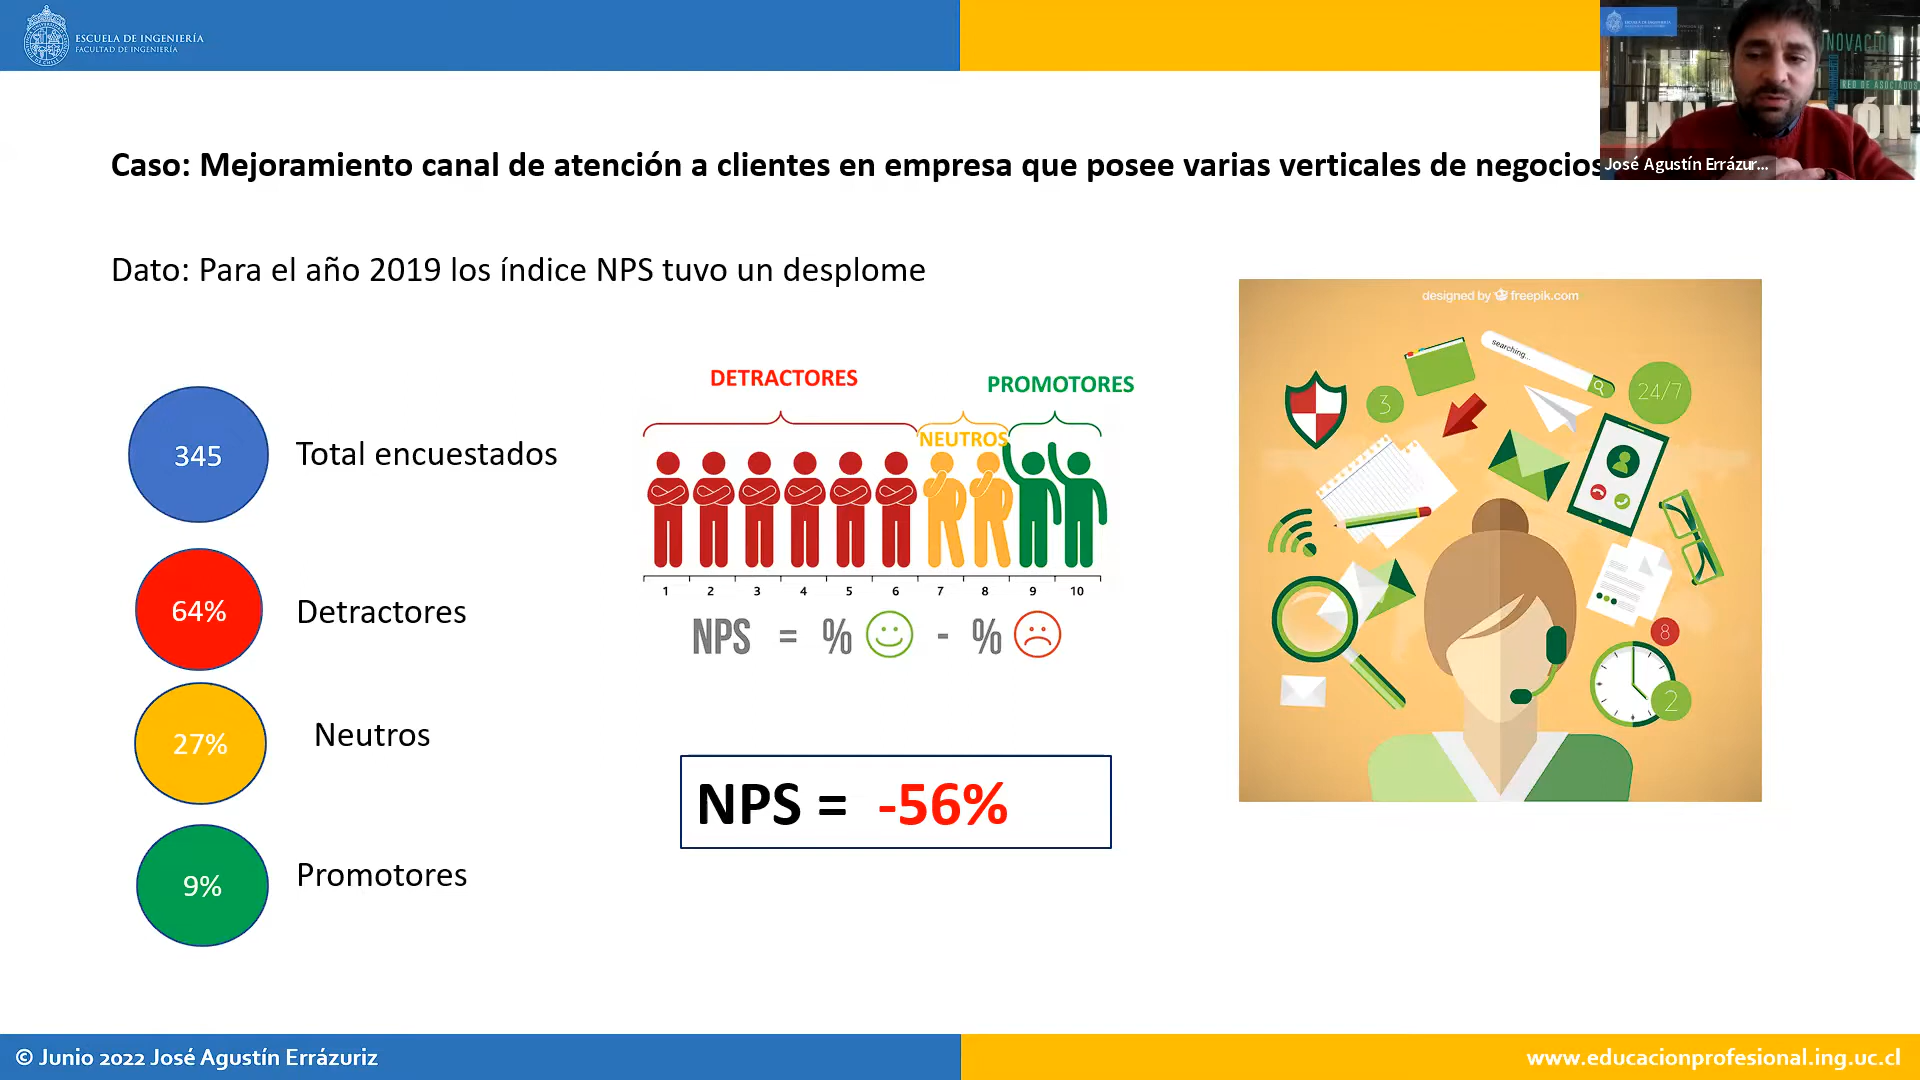 ESCUELA DE INGENIERÍA
FACULTAD DE INGENIERÍA
NOVACIÓ
RED DE ASOCIADOS
José Agustín Errázur...
Caso: Mejoramiento canal de atención a clientes en empresa que posee varias verticales de negocios
Dato: Para el año 2019 los índice NPS tuvo un desplome
345
Total encuestados
64%
Detractores
27%
Neutros
9%
Promotores
DETRACTORES
PROMOTORES
NEUTROS
1 2 3 4 5 6 7 8 9 10
NPS = % - %
NPS = -56%
designed by freepik.com
searching...
24/7
3
8
2
© Junio 2022 José Agustín Errázuriz
www.educacionprofesional.ing.uc.cl